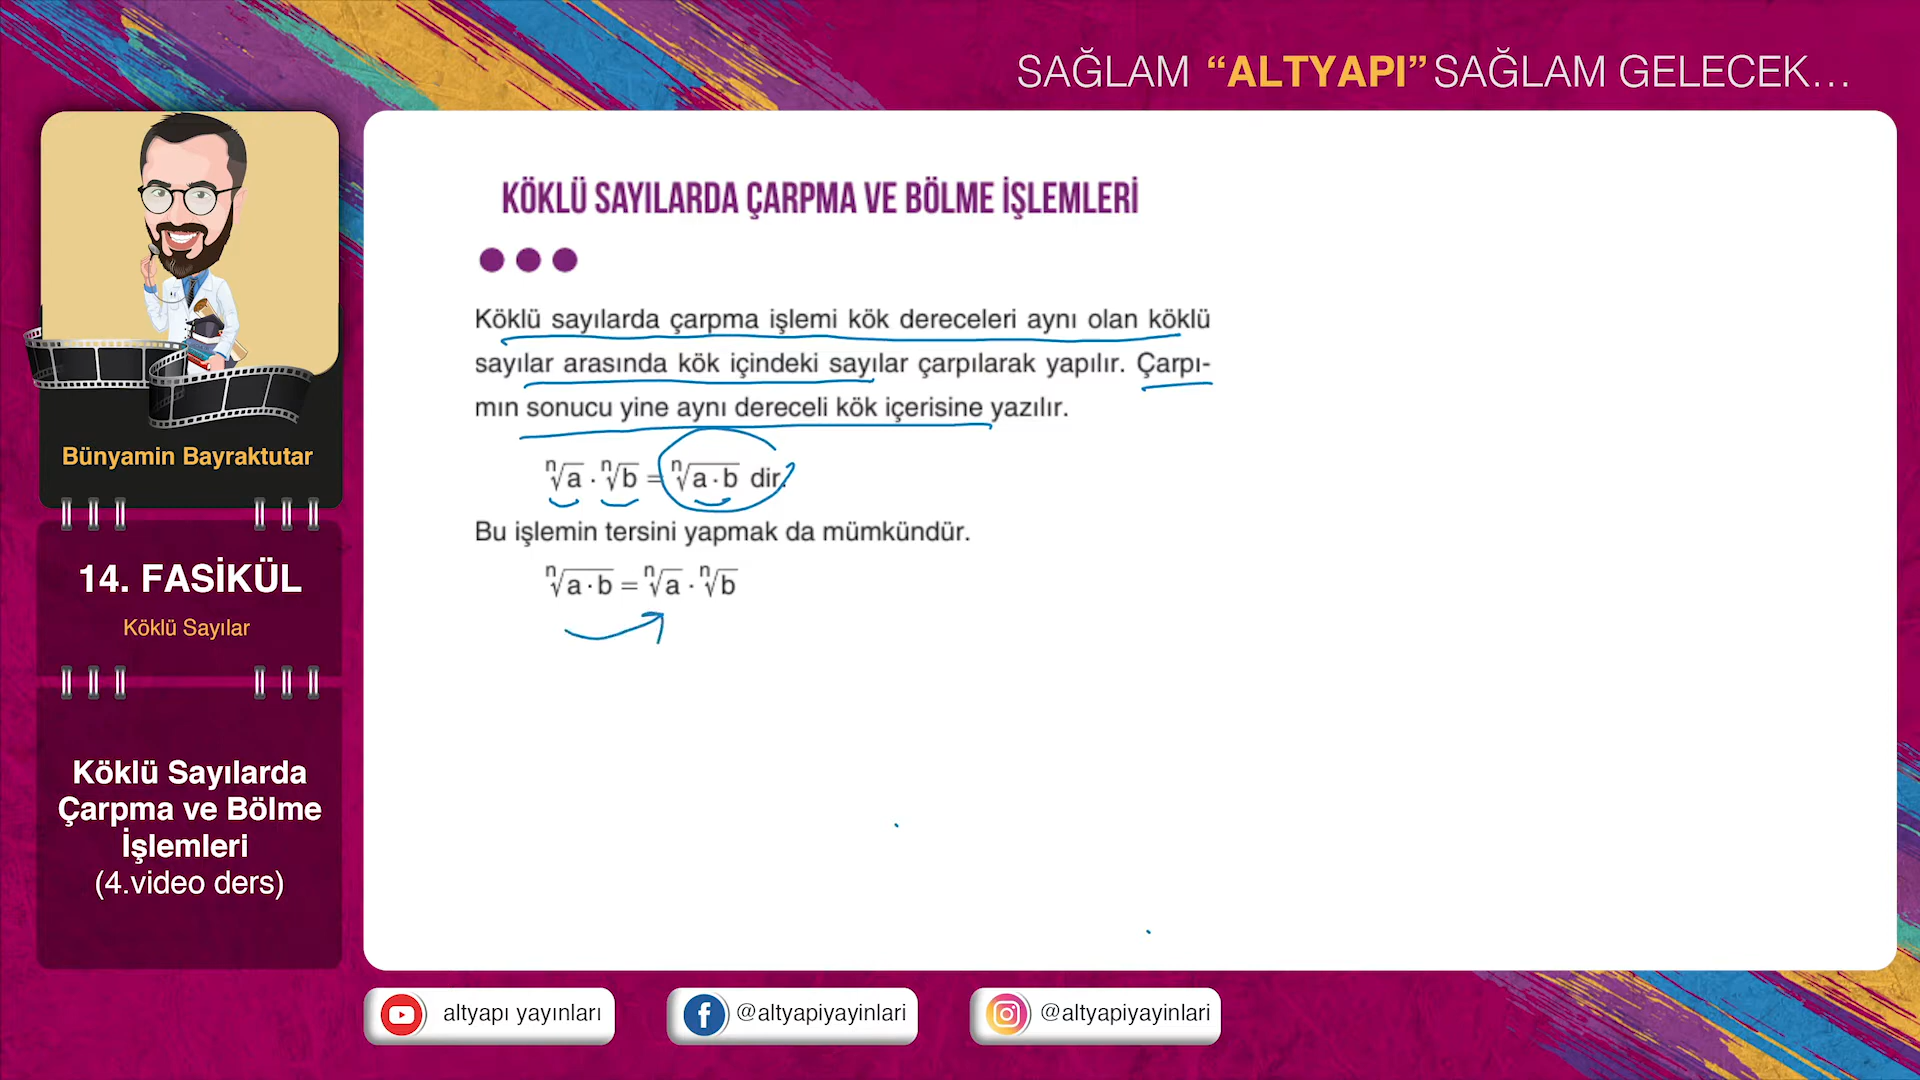 SAĞLAM “ALTYAPI” SAĞLAM GELECEK...
KÖKLÜ SAYILARDA ÇARPMA VE BÖLME İŞLEMLERİ
Köklü sayılarda çarpma işlemi kök dereceleri aynı olan köklü
sayılar arasında kök içindeki sayılar çarpılarak yapılır. Çarpı-
mın sonucu yine aynı dereceli kök içerisine yazılır.
ⁿ√a · ⁿ√b = ⁿ√a · b dir.
Bu işlemin tersini yapmak da mümkündür.
ⁿ√a · b = ⁿ√a · ⁿ√b
Bünyamin Bayraktutar
14. FASİKÜL
Köklü Sayılar
Köklü Sayılarda
Çarpma ve Bölme
İşlemleri
(4.video ders)
altyapı yayınları
@altyapiyayinlari
@altyapiyayinlari